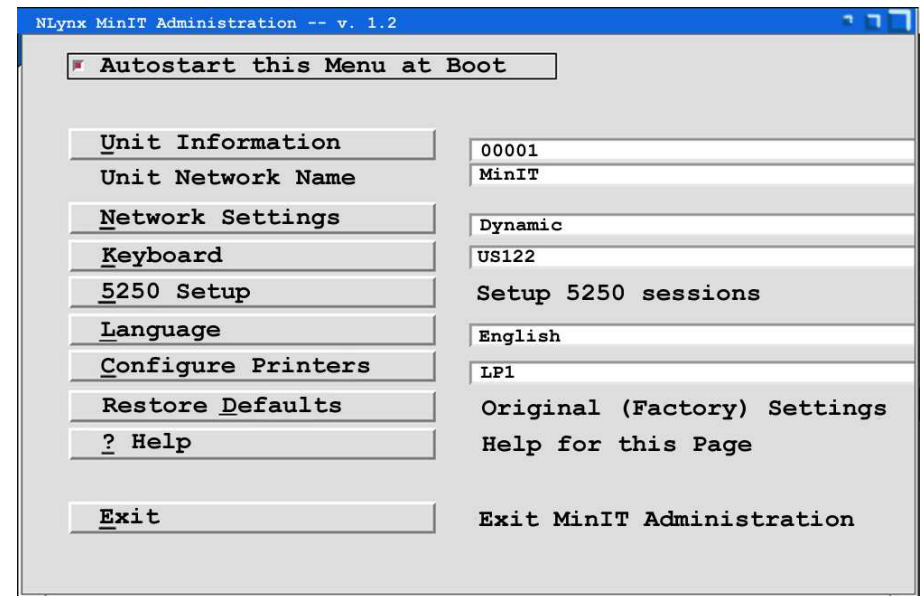 NLynx MinIT Administration -- v. 1.2
Autostart this Menu at Boot
Unit Information 00001
Unit Network Name MinIT
Network Settings Dynamic
Keyboard US122
5250 Setup Setup 5250 sessions
Language English
Configure Printers LP1
Restore Defaults Original (Factory) Settings
? Help Help for this Page
Exit Exit MinIT Administration